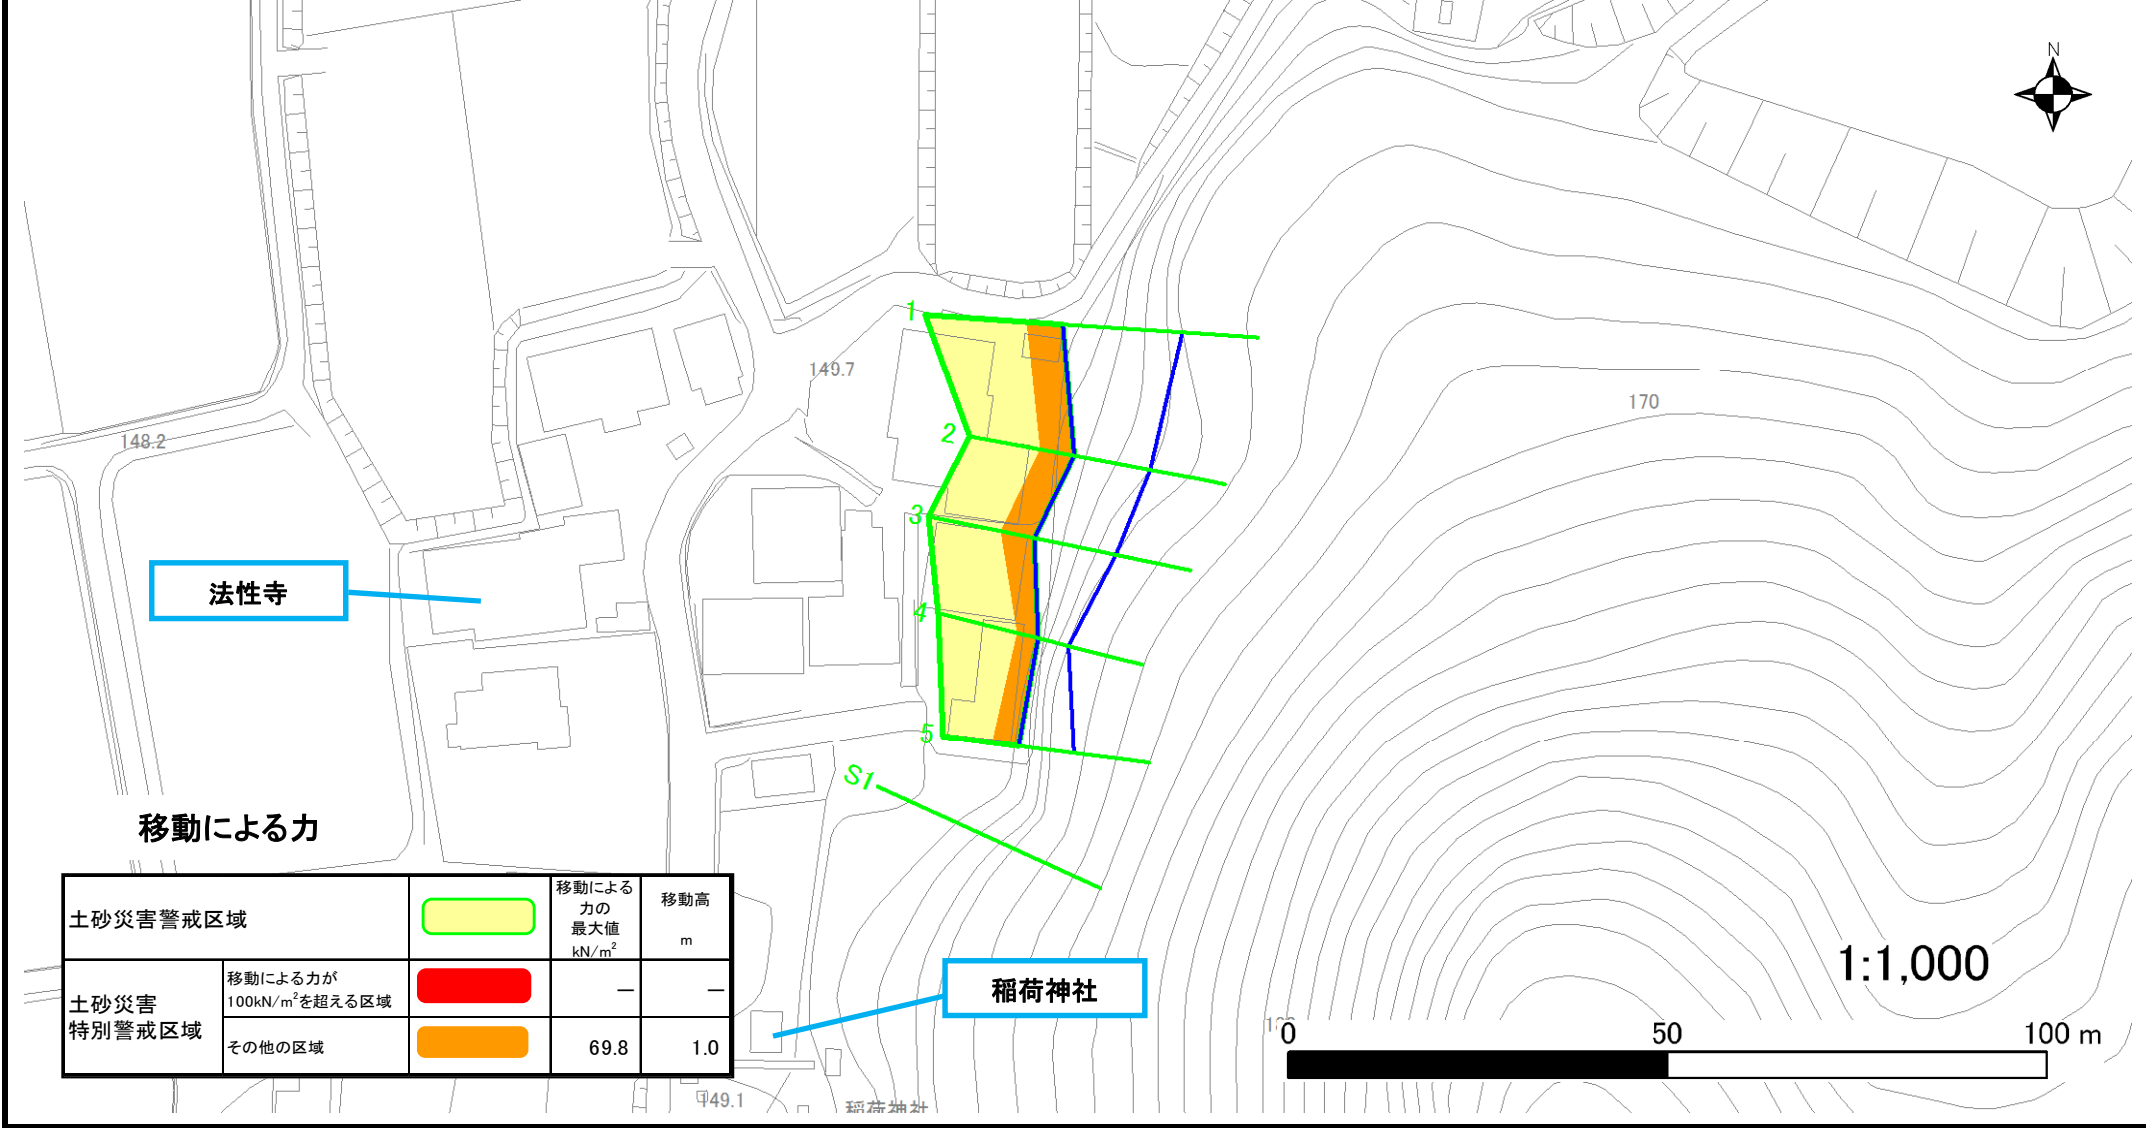 N
1
149.7
170
2
148.2
3
法性寺
4
5
S1
移動による力
土砂災害警戒区域
移動による
力の
最大値
kN/m²
移動高
m
土砂災害
特別警戒区域
移動による力が
100kN/m²を超える区域
—
—
その他の区域
69.8
1.0
稲荷神社
1:1,000
0
50
100 m
149.1
稲荷神社